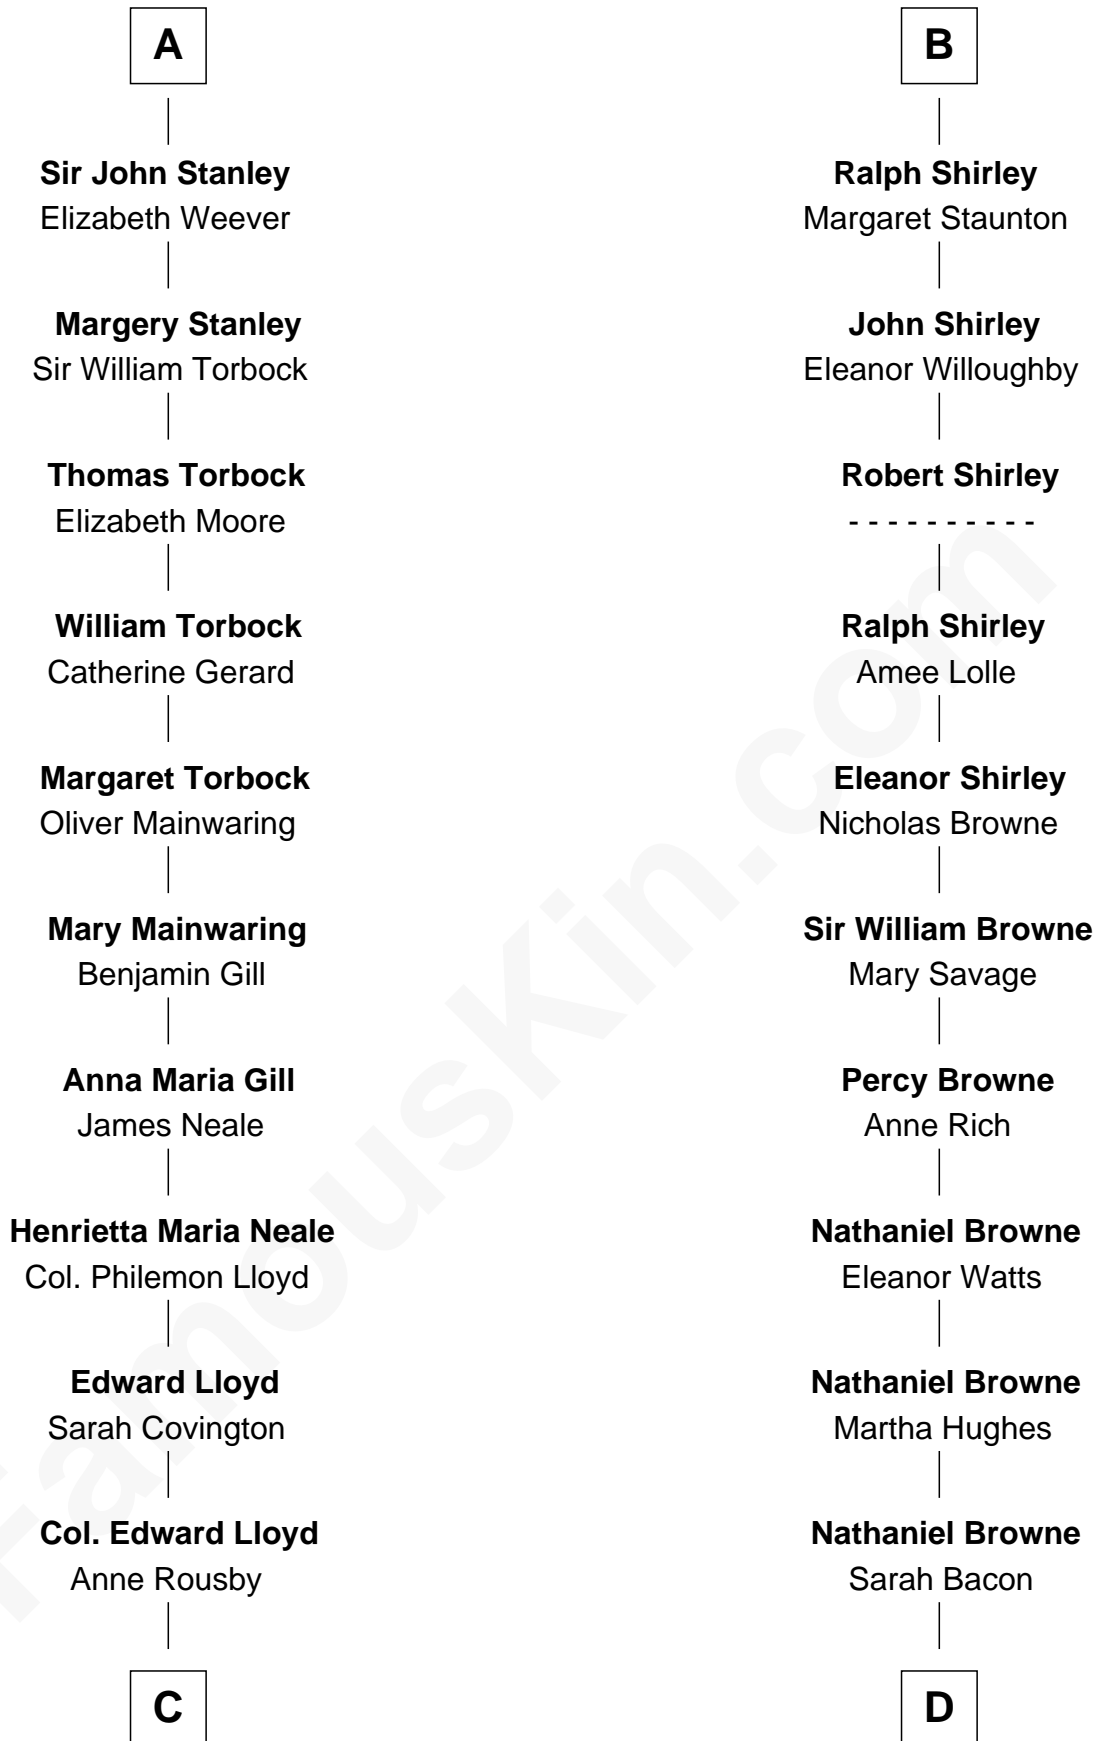 A
Sir John Stanley
Elizabeth Weever
Margery Stanley
Sir William Torbock
Thomas Torbock
Elizabeth Moore
William Torbock
Catherine Gerard
Margaret Torbock
Oliver Mainwaring
Mary Mainwaring
Benjamin Gill
Anna Maria Gill
James Neale
Henrietta Maria Neale
Col. Philemon Lloyd
Edward Lloyd
Sarah Covington
Col. Edward Lloyd
Anne Rousby
C
B
Ralph Shirley
Margaret Staunton
John Shirley
Eleanor Willoughby
Robert Shirley
- - - - - - - - - -
Ralph Shirley
Amee Lolle
Eleanor Shirley
Nicholas Browne
Sir William Browne
Mary Savage
Percy Browne
Anne Rich
Nathaniel Browne
Eleanor Watts
Nathaniel Browne
Martha Hughes
Nathaniel Browne
Sarah Bacon
D
FamousKin.com